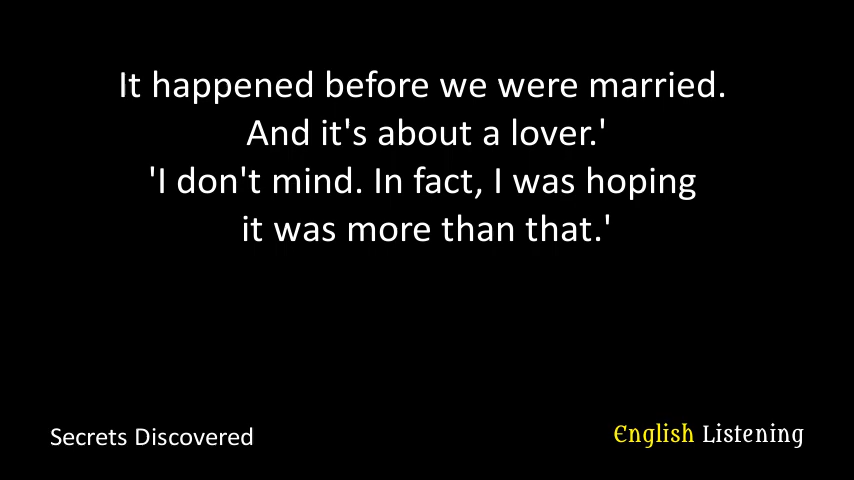 It happened before we were married.
And it's about a lover.'
'I don't mind. In fact, I was hoping
it was more than that.'
Secrets Discovered
English Listening